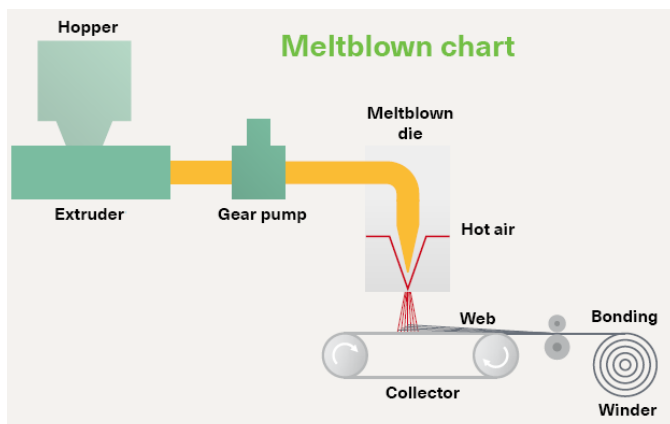 Hopper
Meltblown chart
Meltblown
die
Extruder
Gear pump
Hot air
Web
Bonding
Collector
Winder